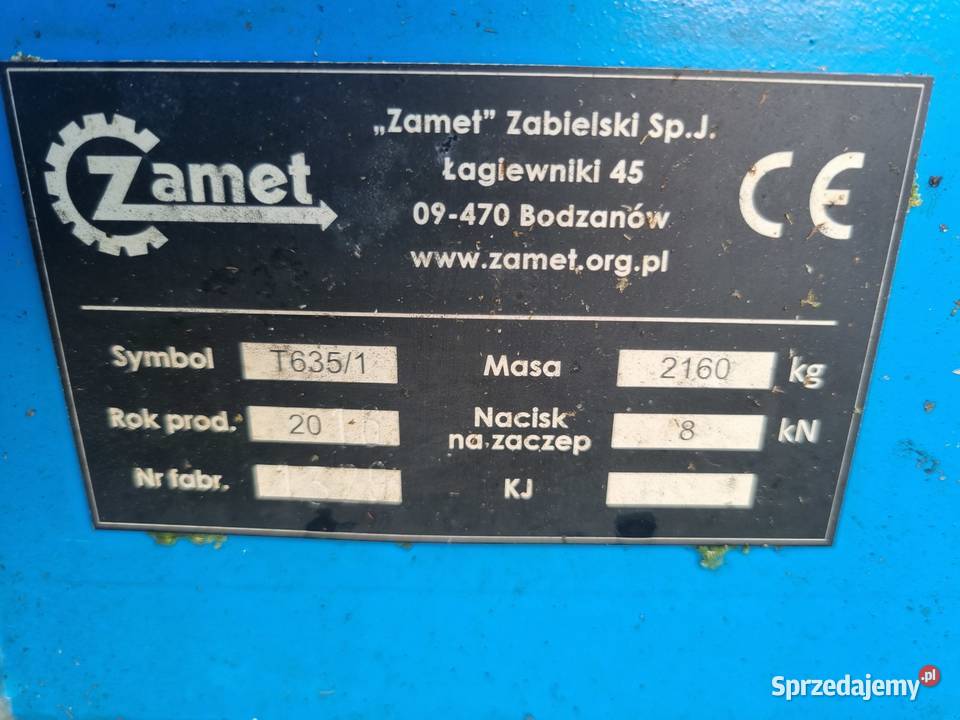 Zamet
„Zamet” Zabielski Sp.J.
Łagiewniki 45
09-470 Bodzanów
www.zamet.org.pl
CE
Symbol T635/1 Masa 2160 kg
Rok prod. 20 Nacisk na zaczep 8 kN
Nr fabr. KJ
Sprzedajemy.pl